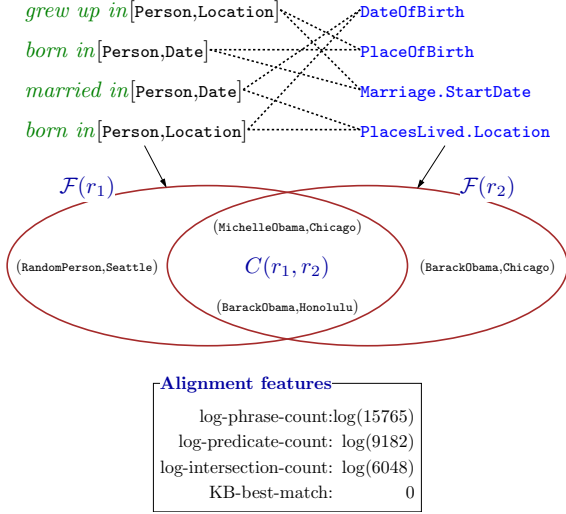 grew up in[Person,Location] DateOfBirth
born in[Person,Date] PlaceOfBirth
married in[Person,Date] Marriage.StartDate
born in[Person,Location] PlacesLived.Location
F(r1) F(r2)
(MichelleObama,Chicago)
(RandomPerson,Seattle) C(r1, r2) (BarackObama,Chicago)
(BarackObama,Honolulu)
Alignment features
log-phrase-count:log(15765)
log-predicate-count: log(9182)
log-intersection-count: log(6048)
KB-best-match: 0